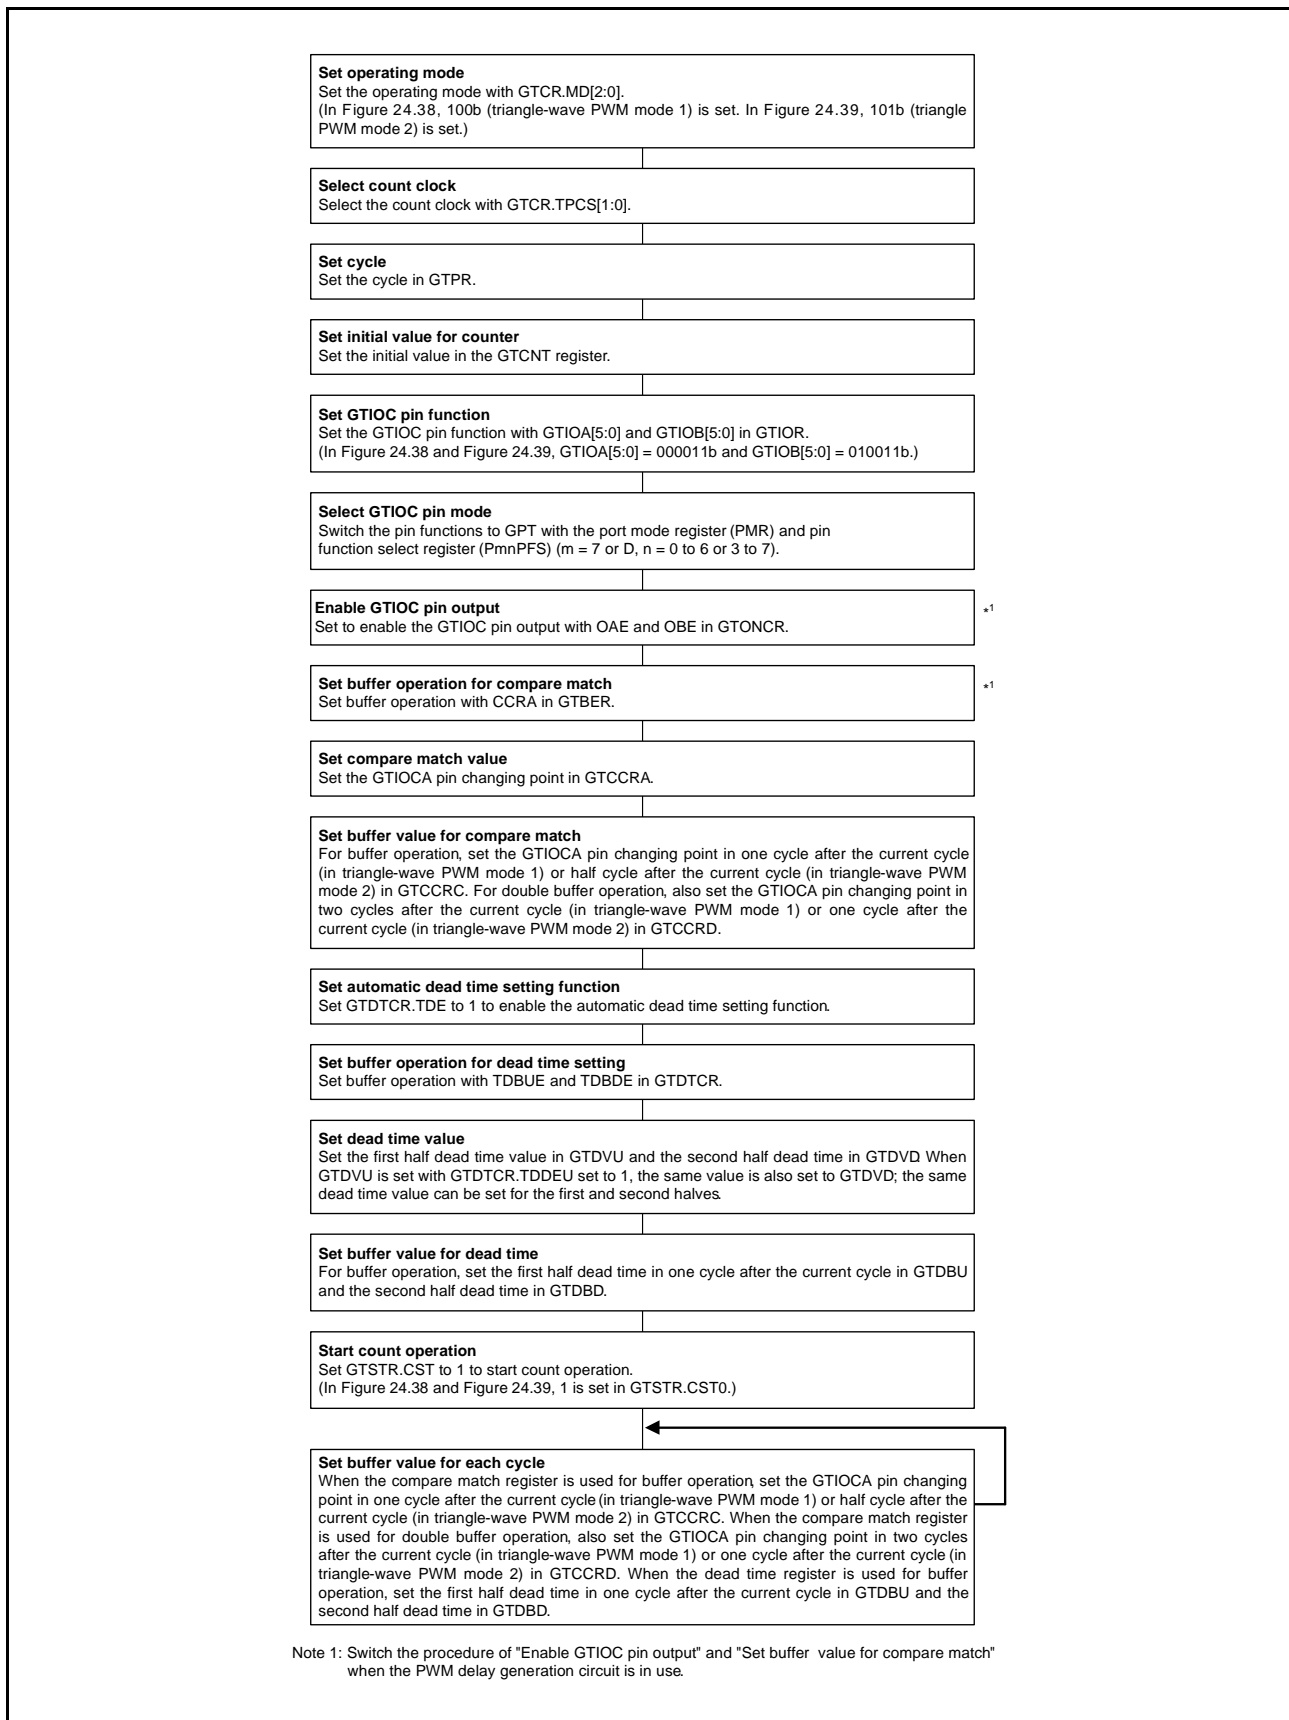 Set operating mode
Set the operating mode with GTCR.MD[2:0].
(In Figure 24.38, 100b (triangle-wave PWM mode 1) is set. In Figure 24.39, 101b (triangle
PWM mode 2) is set.)
Select count clock
Select the count clock with GTCR.TPCS[1:0].
Set cycle
Set the cycle in GTPR.
Set initial value for counter
Set the initial value in the GTCNT register.
Set GTIOC pin function
Set the GTIOC pin function with GTIOA[5:0] and GTIOB[5:0] in GTIOR.
(In Figure 24.38 and Figure 24.39, GTIOA[5:0] = 000011b and GTIOB[5:0] = 010011b.)
Select GTIOC pin mode
Switch the pin functions to GPT with the port mode register (PMR) and pin
function select register (PmnPFS) (m = 7 or D, n = 0 to 6 or 3 to 7).
Enable GTIOC pin output *1
Set to enable the GTIOC pin output with OAE and OBE in GTONCR.
Set buffer operation for compare match *1
Set buffer operation with CCRA in GTBER.
Set compare match value
Set the GTIOCA pin changing point in GTCCRA.
Set buffer value for compare match
For buffer operation, set the GTIOCA pin changing point in one cycle after the current cycle
(in triangle-wave PWM mode 1) or half cycle after the current cycle (in triangle-wave PWM
mode 2) in GTCCRC. For double buffer operation, also set the GTIOCA pin changing point in
two cycles after the current cycle (in triangle-wave PWM mode 1) or one cycle after the
current cycle (in triangle-wave PWM mode 2) in GTCCRD.
Set automatic dead time setting function
Set GTDTCR.TDE to 1 to enable the automatic dead time setting function.
Set buffer operation for dead time setting
Set buffer operation with TDBUE and TDBDE in GTDTCR.
Set dead time value
Set the first half dead time value in GTDVU and the second half dead time in GTDVD. When
GTDVU is set with GTDTCR.TDDEU set to 1, the same value is also set to GTDVD; the same
dead time value can be set for the first and second halves.
Set buffer value for dead time
For buffer operation, set the first half dead time in one cycle after the current cycle in GTDBU
and the second half dead time in GTDBD.
Start count operation
Set GTSTR.CST to 1 to start count operation.
(In Figure 24.38 and Figure 24.39, 1 is set in GTSTR.CST0.)
Set buffer value for each cycle
When the compare match register is used for buffer operation, set the GTIOCA pin changing
point in one cycle after the current cycle (in triangle-wave PWM mode 1) or half cycle after the
current cycle (in triangle-wave PWM mode 2) in GTCCRC. When the compare match register
is used for double buffer operation, also set the GTIOCA pin changing point in two cycles
after the current cycle (in triangle-wave PWM mode 1) or one cycle after the current cycle (in
triangle-wave PWM mode 2) in GTCCRD. When the dead time register is used for buffer
operation, set the first half dead time in one cycle after the current cycle in GTDBU and the
second half dead time in GTDBD.
Note 1: Switch the procedure of "Enable GTIOC pin output" and "Set buffer value for compare match"
when the PWM delay generation circuit is in use.